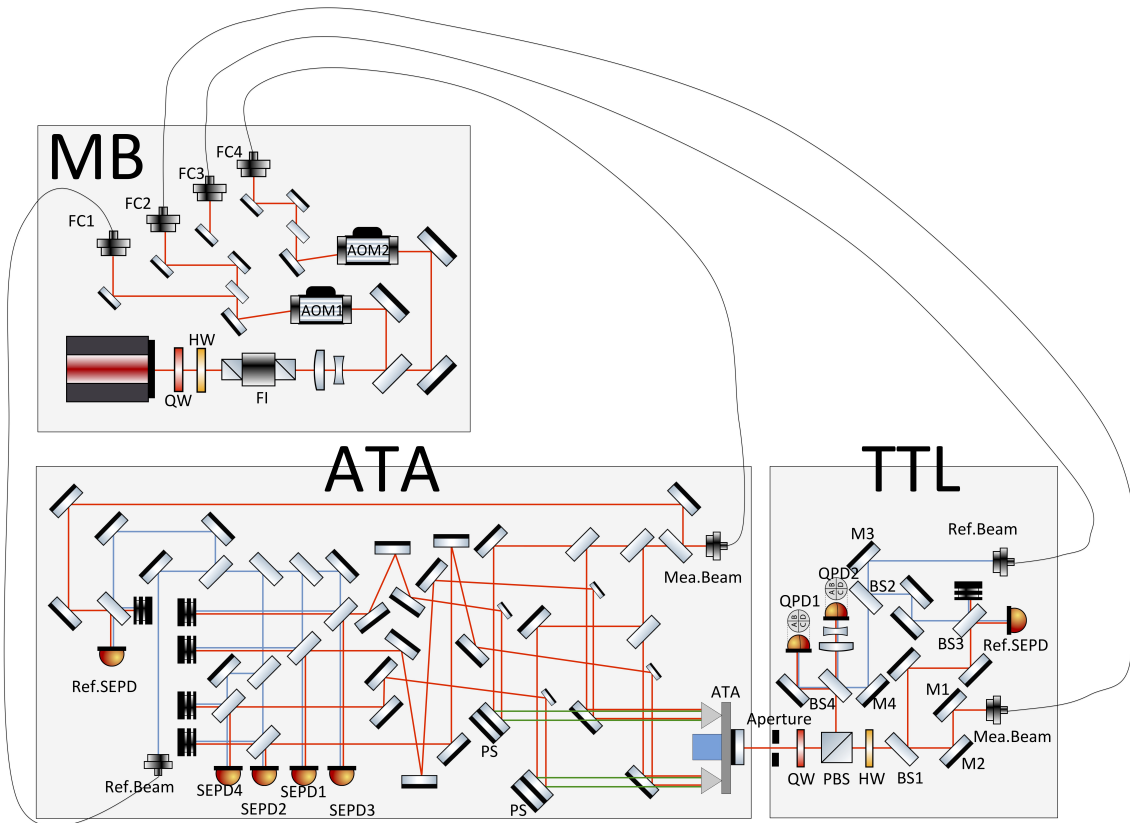 MB
FC4
FC3
FC2
FC1
AOM2
AOM1
HW
QW
FI
ATA
TTL
Ref.Beam
M3
Mea.Beam
QPD2
A B
C D
BS2
QPD1
A B
C D
BS3
Ref.SEPD
Ref.SEPD
M1
ATA
BS4
M4
Aperture
Mea.Beam
PS
M2
Ref.Beam
QW
PBS
HW
BS1
SEPD4
SEPD2
SEPD1
SEPD3
PS